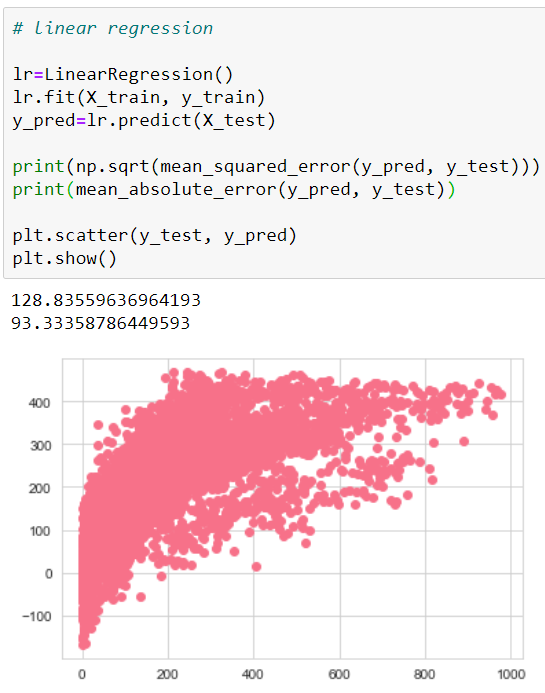 # linear regression
lr=LinearRegression()
lr.fit(X_train, y_train)
y_pred=lr.predict(X_test)
print(np.sqrt(mean_squared_error(y_pred, y_test)))
print(mean_absolute_error(y_pred, y_test))
plt.scatter(y_test, y_pred)
plt.show()
128.83559636964193
93.33358786449593
400
300
200
100
0
−100
0 200 400 600 800 1000